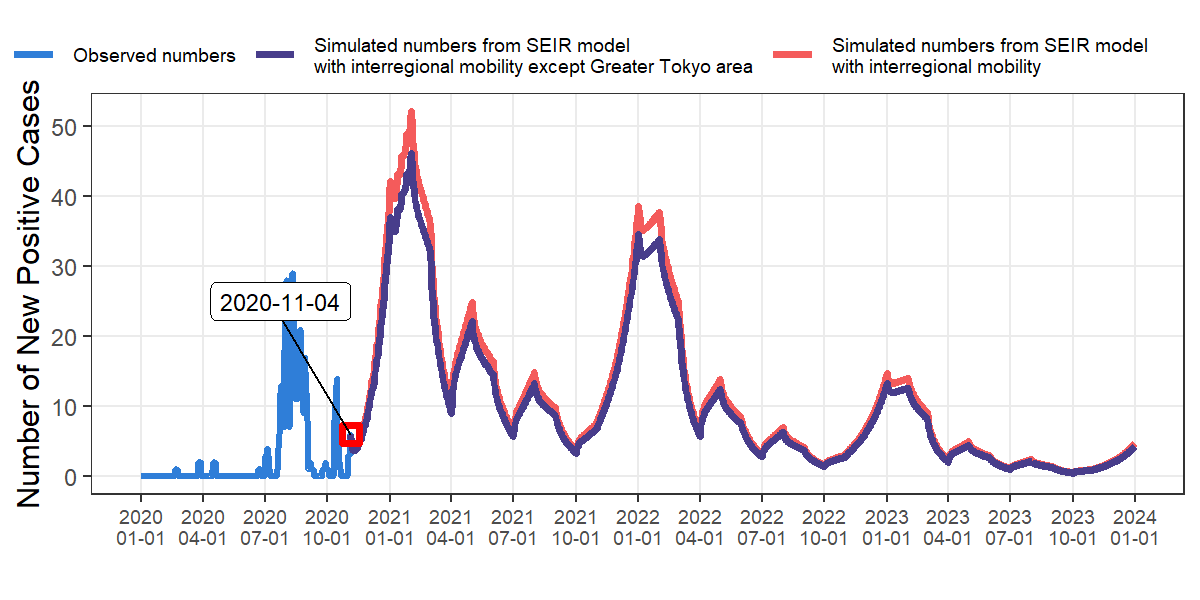 Observed numbers
Simulated numbers from SEIR model
with interregional mobility except Greater Tokyo area
Simulated numbers from SEIR model
with interregional mobility
Number of New Positive Cases
50
40
30
20
10
0
2020-11-04
2020 2020 2020 2020 2021 2021 2021 2021 2022 2022 2022 2022 2023 2023 2023 2023 2024
01-01 04-01 07-01 10-01 01-01 04-01 07-01 10-01 01-01 04-01 07-01 10-01 01-01 04-01 07-01 10-01 01-01